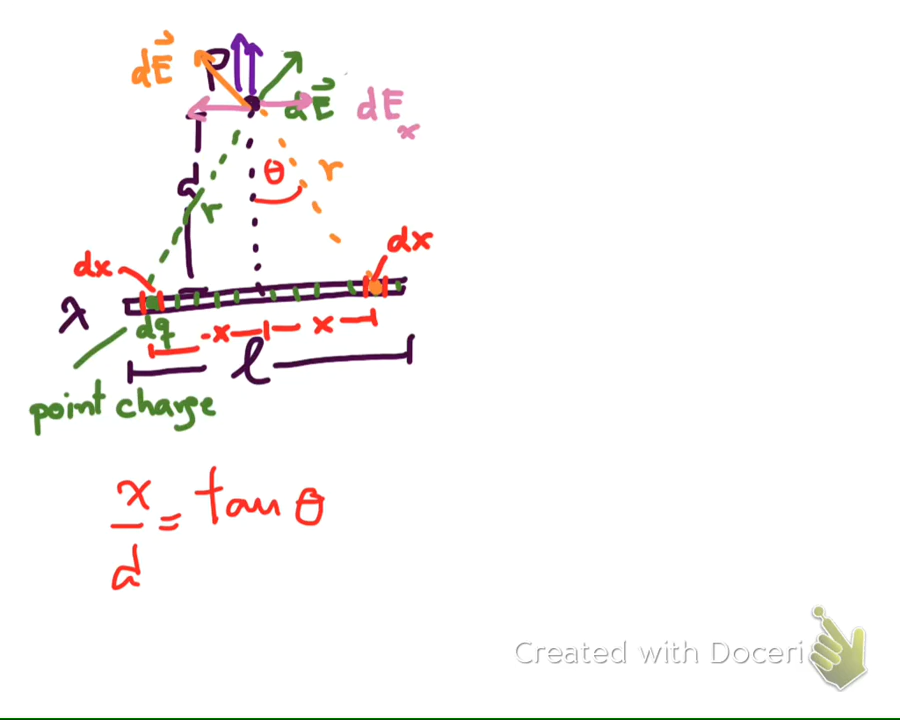 dE P
dE dEx
θ r
d
r
dx dx
λ
dq -x x
l
point charge
x/d = tan θ
Created with Doceri